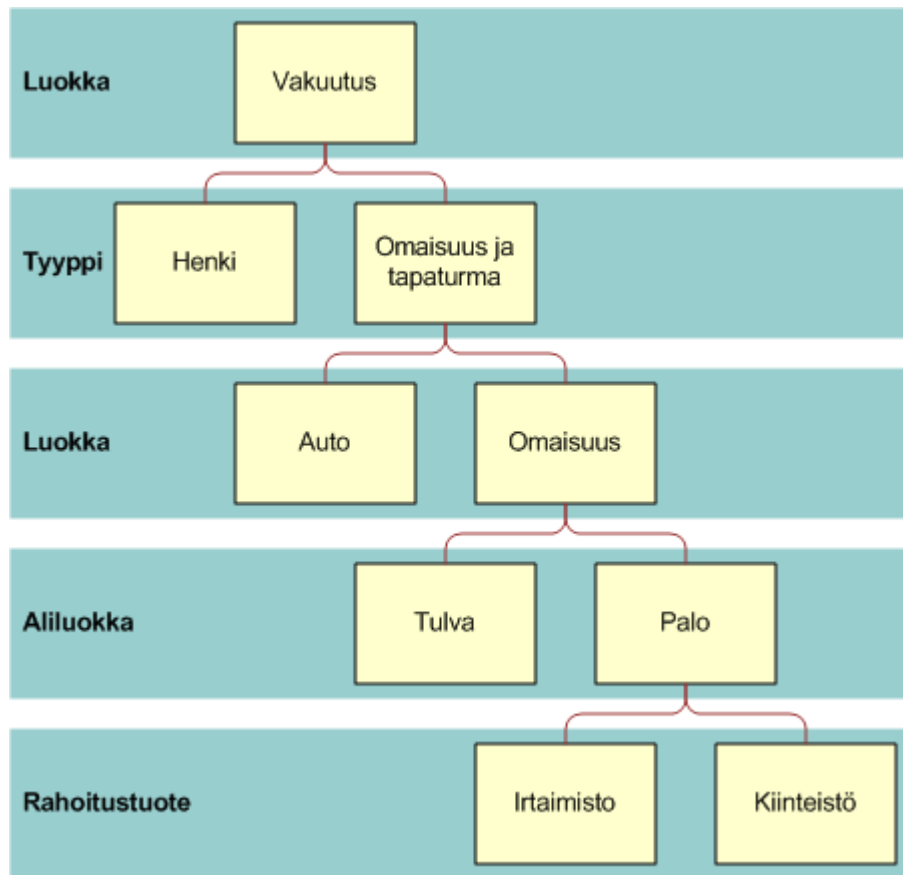 Luokka
Vakuutus
Tyyppi
Henki
Omaisuus ja
tapaturma
Luokka
Auto
Omaisuus
Aliluokka
Tulva
Palo
Rahoitustuote
Irtaimisto
Kiinteistö